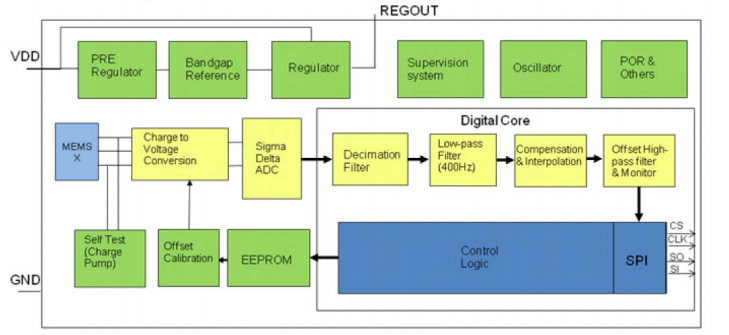 REGOUT
VDD
PRE
Regulator
Bandgap
Reference
Regulator
Supervision
system
Oscillator
POR &
Others
Digital Core
MEMS
X
Charge to
Voltage
Conversion
Sigma
Delta
ADC
Decimation
Filter
Low-pass
Filter
(400Hz)
Compensation
& Interpolation
Offset High-
pass filter
& Monitor
Self Test
(Charge
Pump)
Offset
Calibration
EEPROM
Control
Logic
SPI
CS
CLK
SO
SI
GND